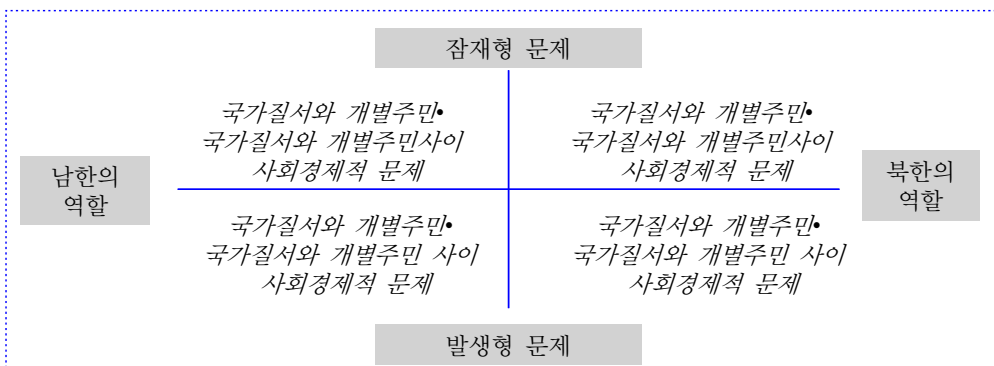 잠재형 문제
국가질서와 개별주민•
국가질서와 개별주민사이
사회경제적 문제
국가질서와 개별주민•
국가질서와 개별주민사이
사회경제적 문제
남한의
역할
북한의
역할
국가질서와 개별주민•
국가질서와 개별주민 사이
사회경제적 문제
국가질서와 개별주민•
국가질서와 개별주민 사이
사회경제적 문제
발생형 문제